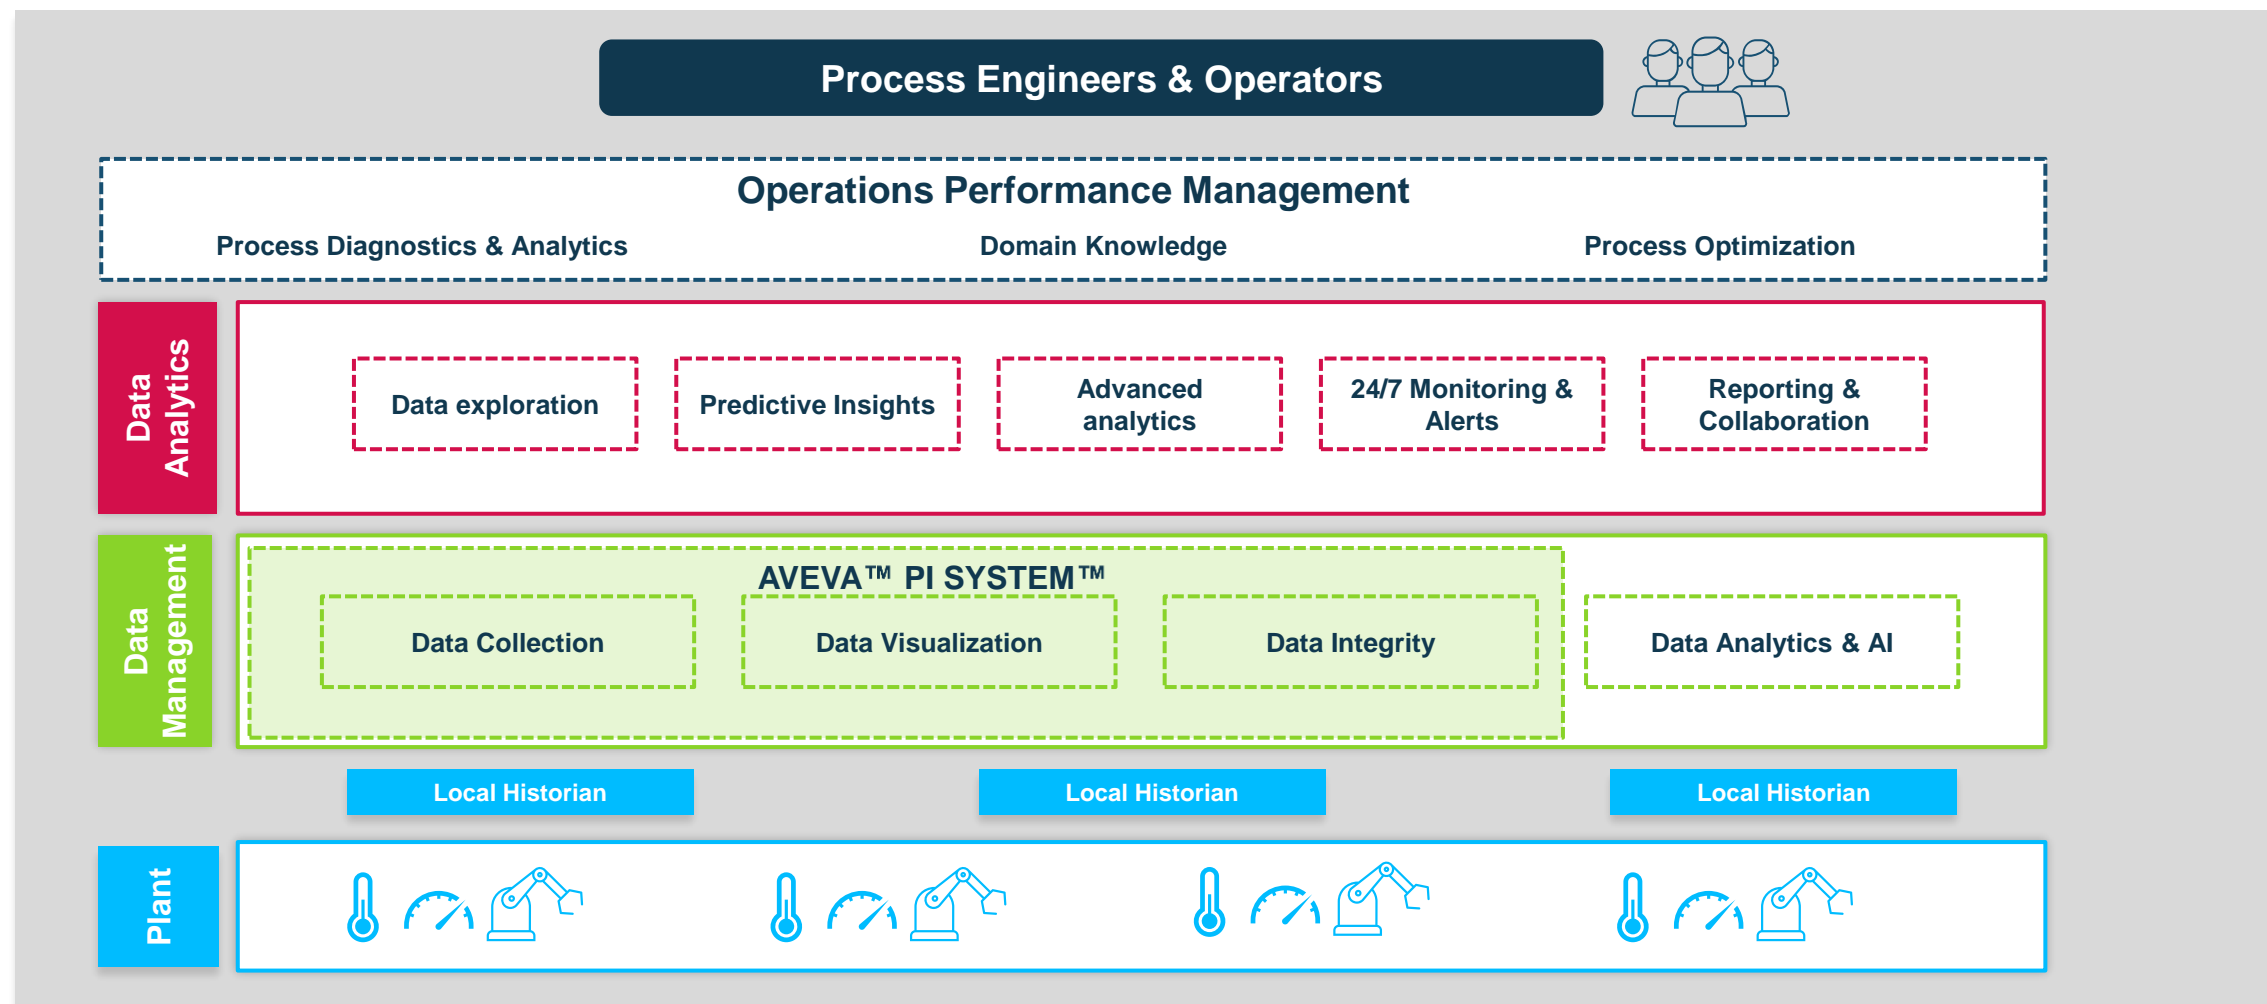 Process Engineers & Operators
Operations Performance Management
Process Diagnostics & Analytics
Domain Knowledge
Process Optimization
Data
Analytics
Data exploration
Predictive Insights
Advanced
analytics
24/7 Monitoring &
Alerts
Reporting &
Collaboration
Data
Management
AVEVA™ PI SYSTEM™
Data Collection
Data Visualization
Data Integrity
Data Analytics & AI
Local Historian
Local Historian
Local Historian
Plant